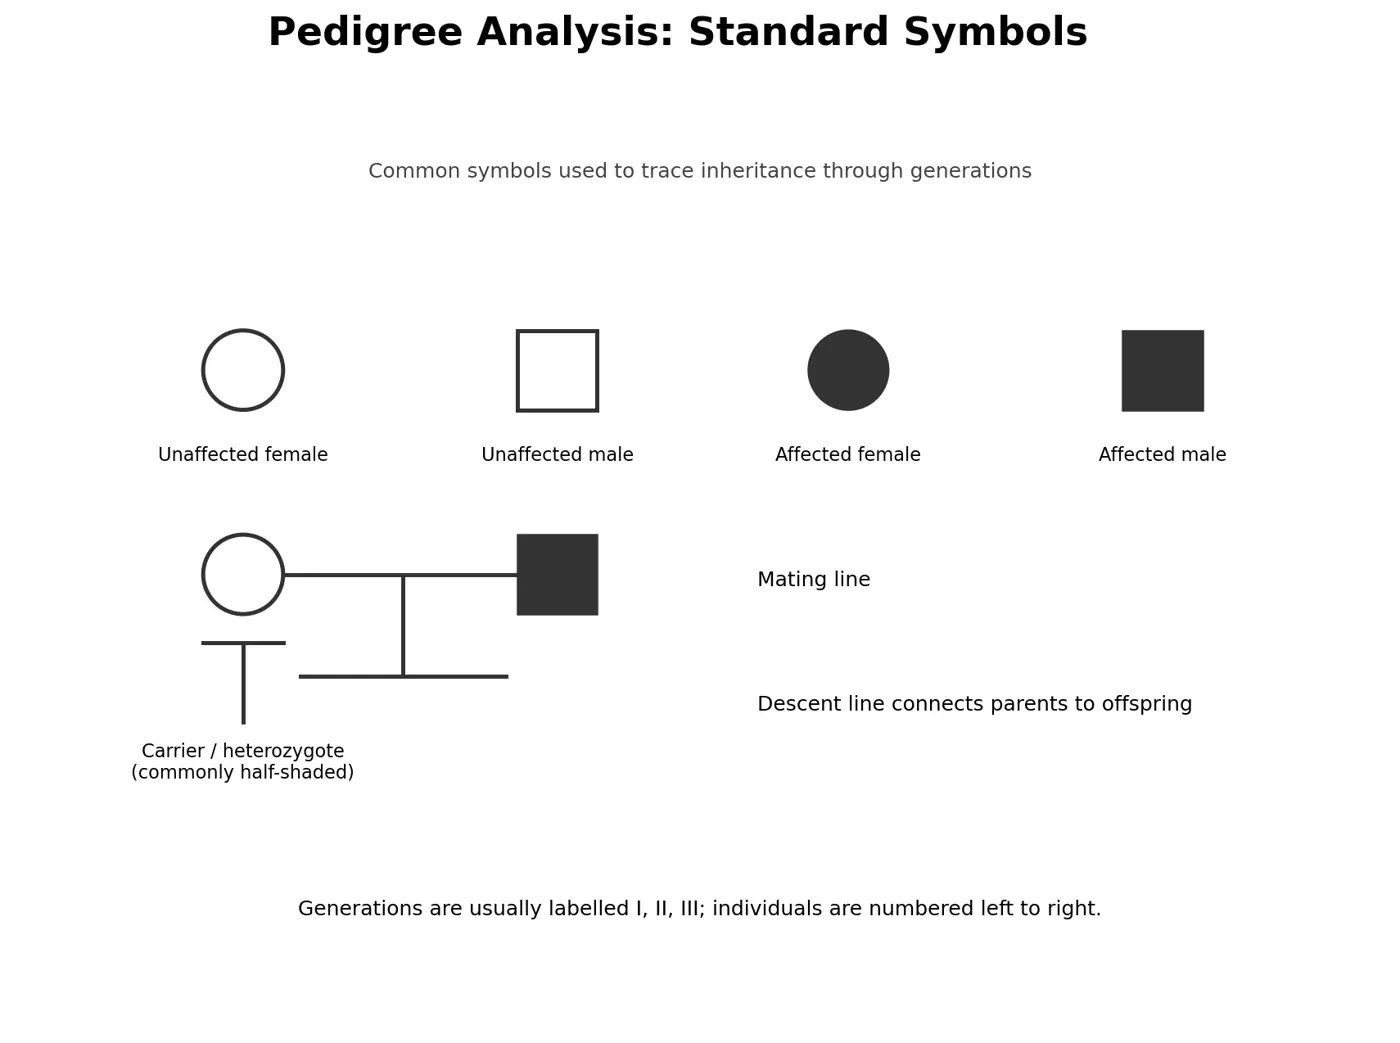 Pedigree Analysis: Standard Symbols
Common symbols used to trace inheritance through generations
Unaffected female
Unaffected male
Affected female
Affected male
Mating line
Descent line connects parents to offspring
Carrier / heterozygote
(commonly half-shaded)
Generations are usually labelled I, II, III; individuals are numbered left to right.